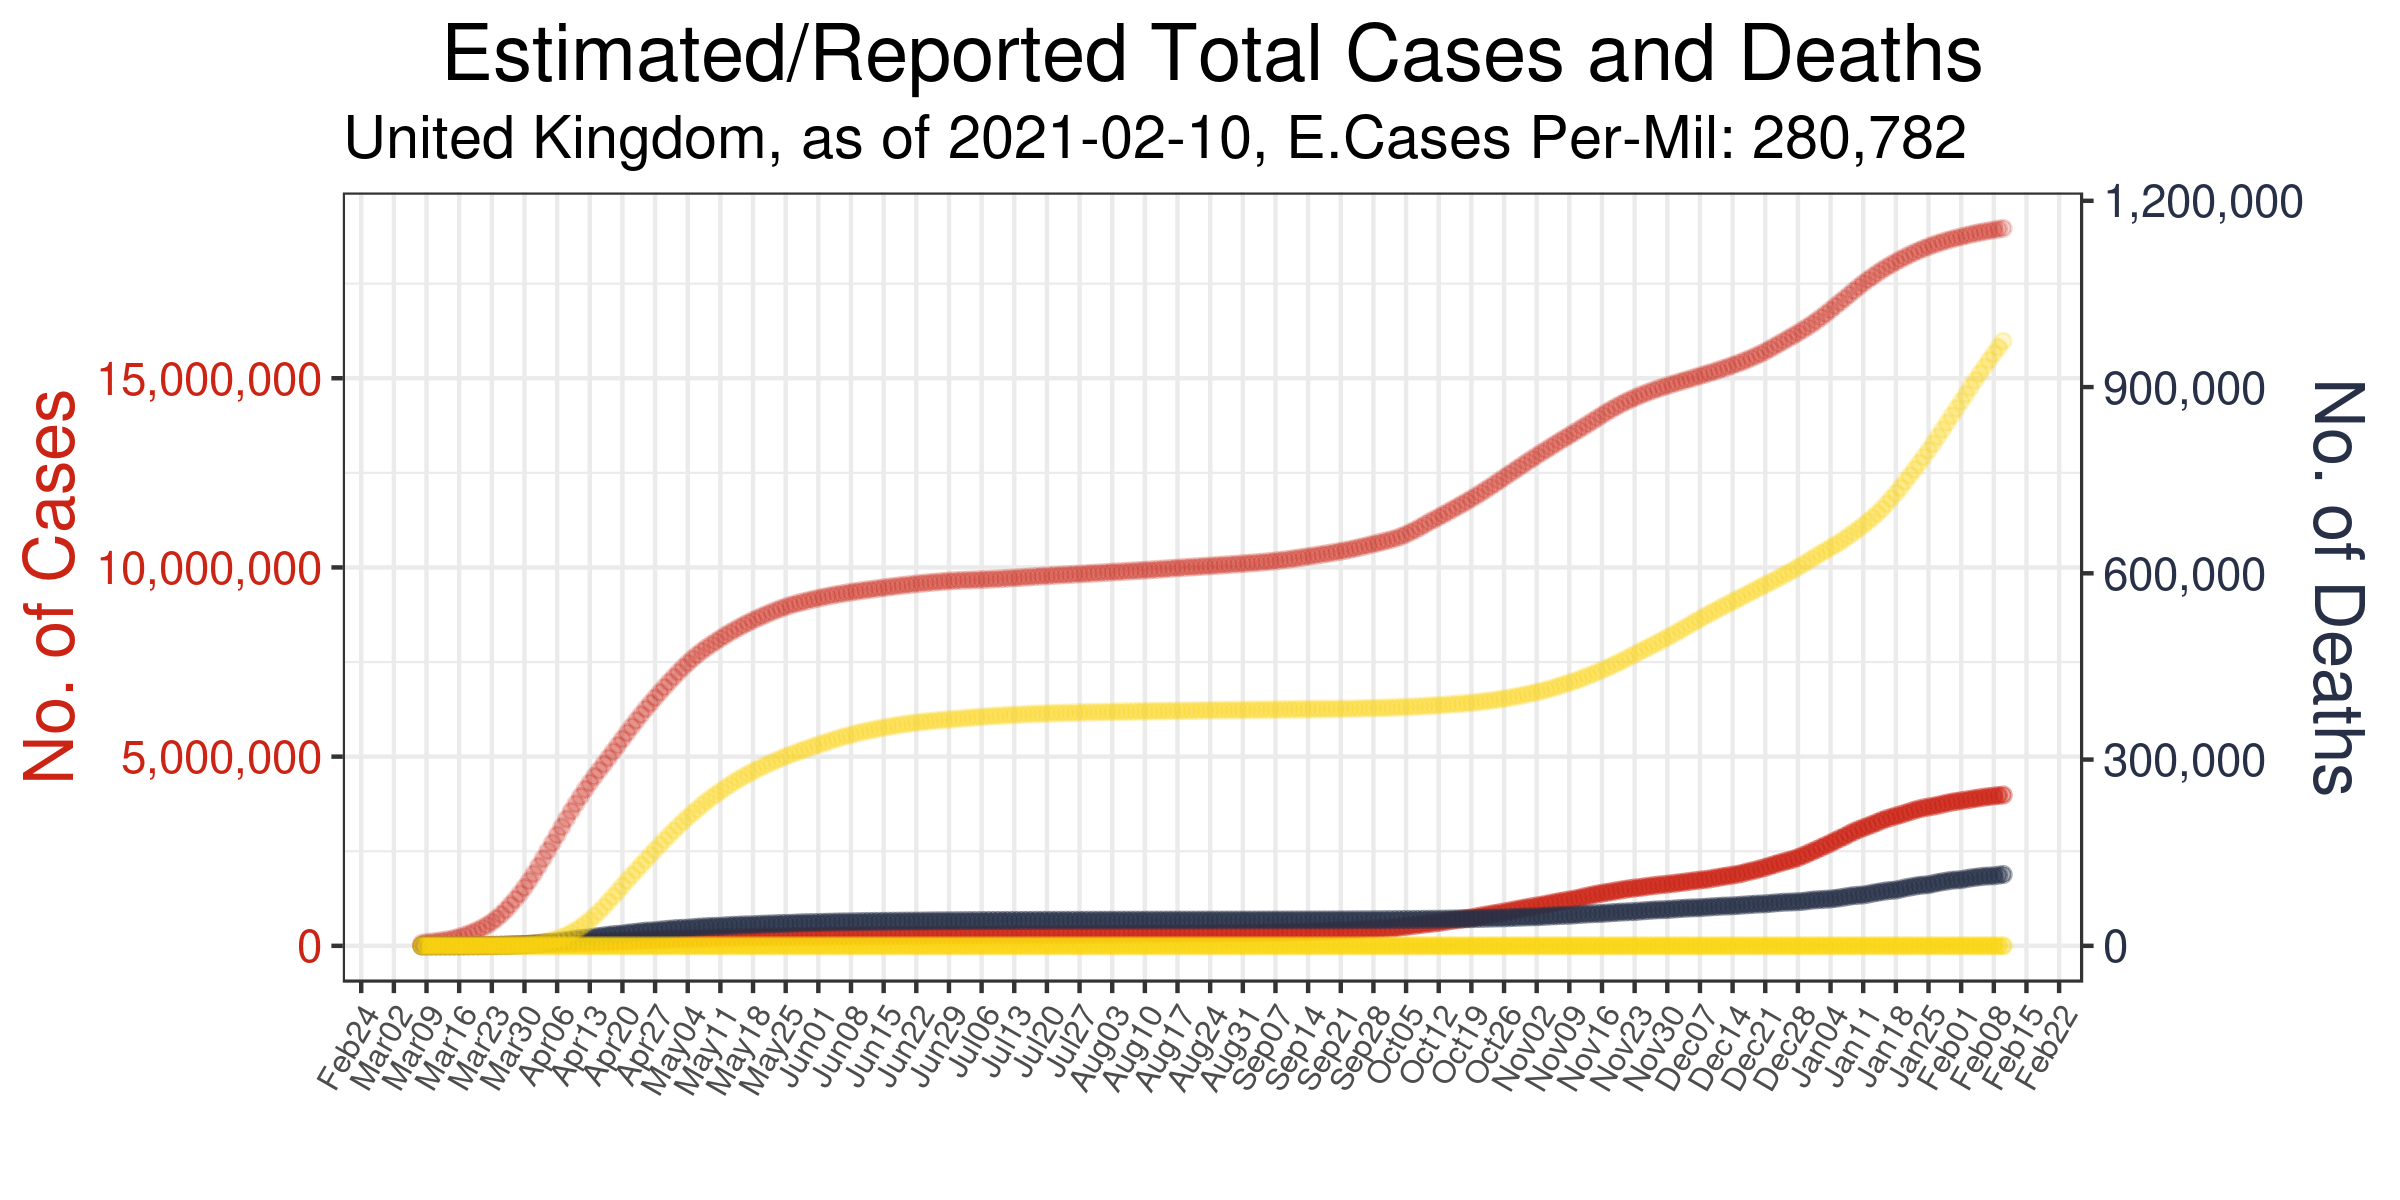 Estimated/Reported Total Cases and Deaths
United Kingdom, as of 2021-02-10, E.Cases Per-Mil: 280,782
No. of Cases
15,000,000
10,000,000
5,000,000
0
1,200,000
900,000
600,000
300,000
0
No. of Deaths
Feb24
Mar02
Mar09
Mar16
Mar23
Mar30
Apr06
Apr13
Apr20
Apr27
May04
May11
May18
May25
Jun01
Jun08
Jun15
Jun22
Jun29
Jul06
Jul13
Jul20
Jul27
Aug03
Aug10
Aug17
Aug24
Aug31
Sep07
Sep14
Sep21
Sep28
Oct05
Oct12
Oct19
Oct26
Nov02
Nov09
Nov16
Nov23
Nov30
Dec07
Dec14
Dec21
Dec28
Jan04
Jan11
Jan18
Jan25
Feb01
Feb08
Feb15
Feb22